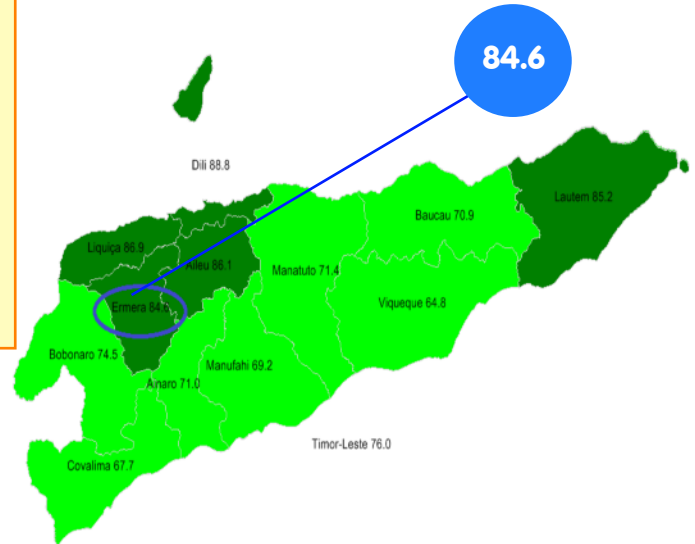 84.6
Dili 88.8
Lautem 85.2
Baucau 70.9
Liquiça 86.9
Aileu 86.1
Manatuto 71.4
Ermera 84.6
Viqueque 64.8
Bobonaro 74.5
Manufahi 69.2
Ainaro 71.0
Timor-Leste 76.0
Covalima 67.7